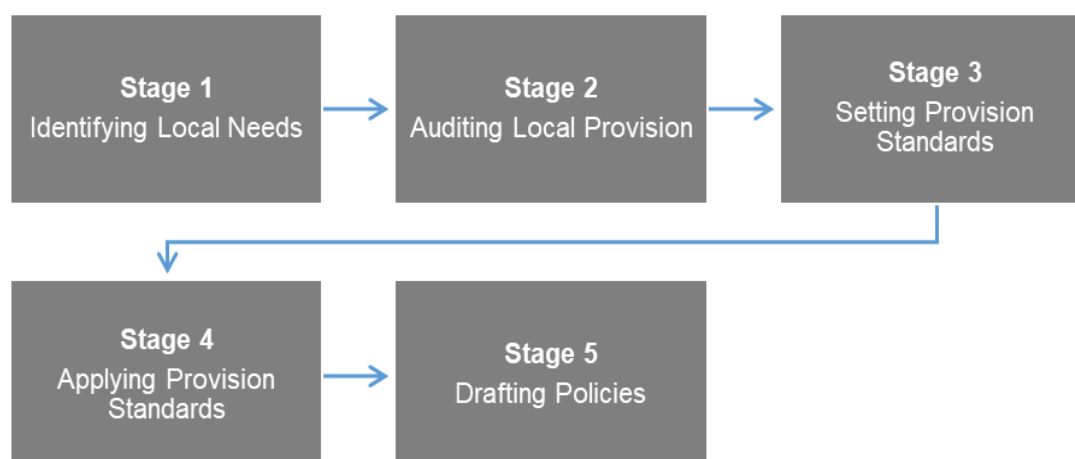 Stage 1
Identifying Local Needs
Stage 2
Auditing Local Provision
Stage 3
Setting Provision
Standards
Stage 4
Applying Provision
Standards
Stage 5
Drafting Policies